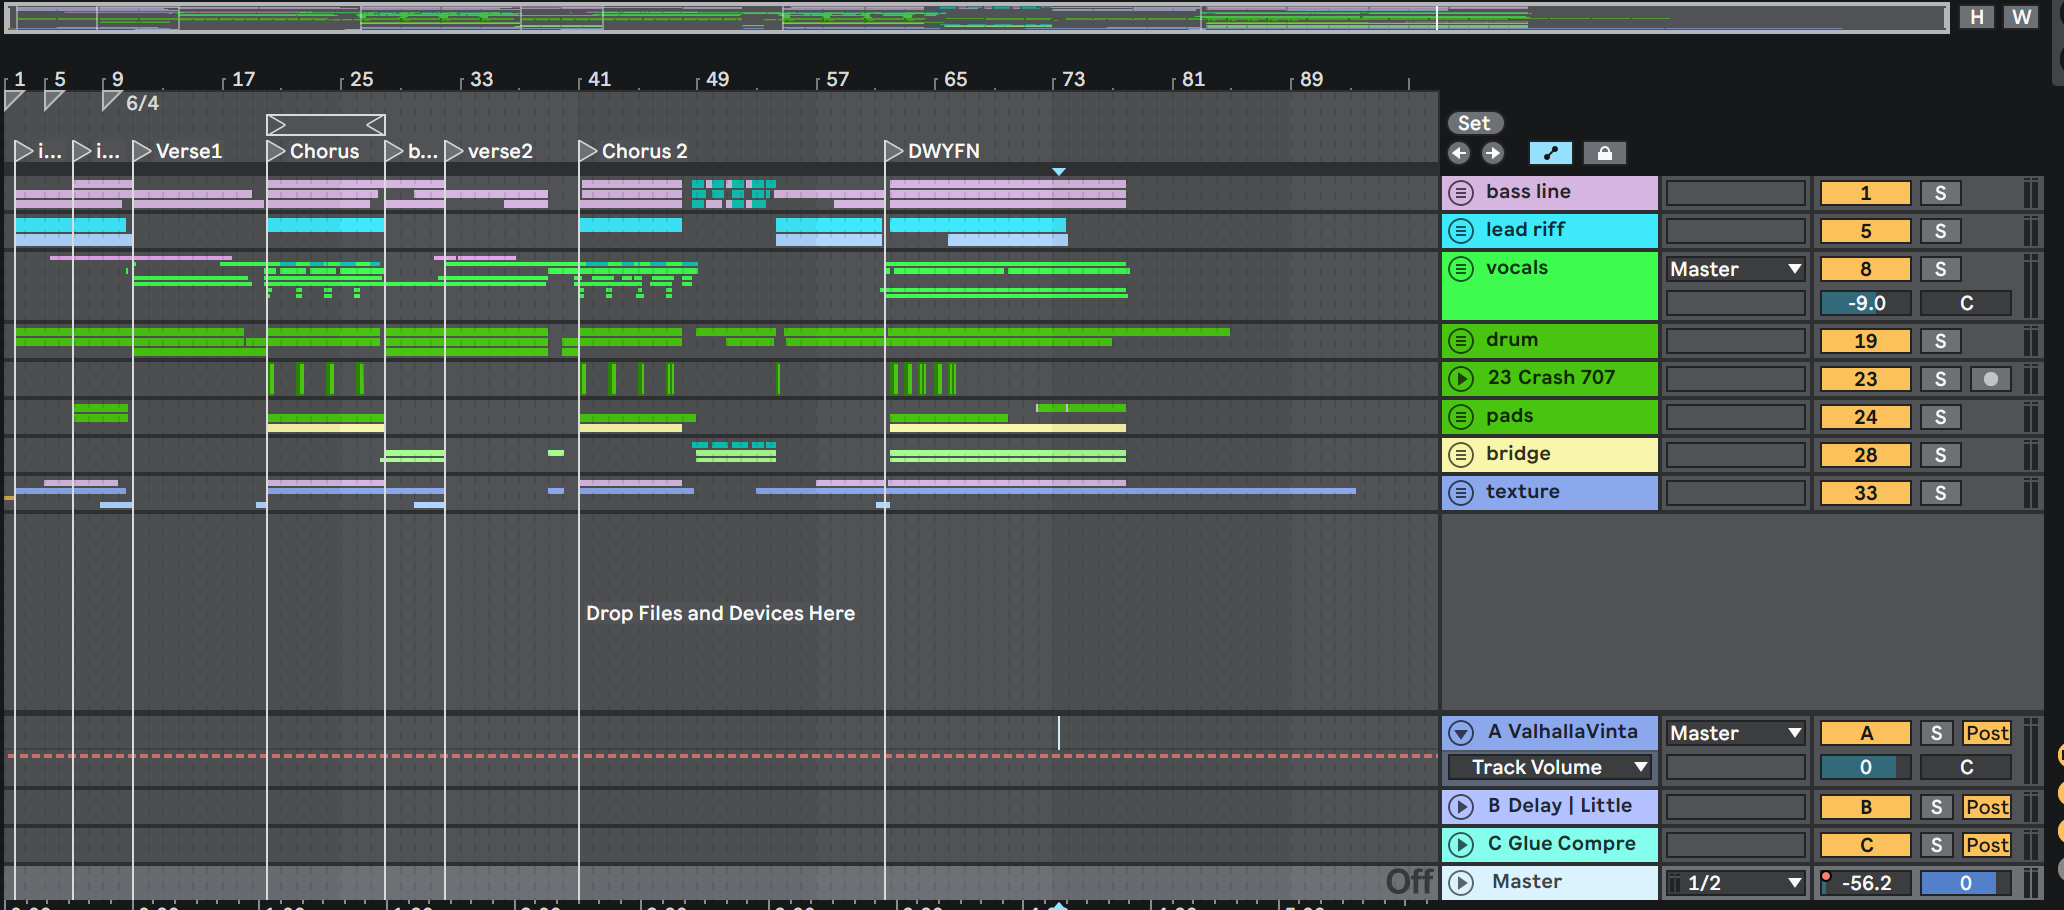 H W
1 5 9 17 25 33 41 49 57 65 73 81 89
6/4
Set
i... i... Verse1 Chorus b... verse2 Chorus 2 DWYFN
bass line 1 S
lead riff 5 S
vocals Master 8 S
-9.0 C
drum 19 S
23 Crash 707 23 S
pads 24 S
bridge 28 S
texture 33 S
Drop Files and Devices Here
A ValhallaVinta Master A S Post
Track Volume 0 C
B Delay | Little B S Post
C Glue Compre C S Post
Off Master 1/2 -56.2 0